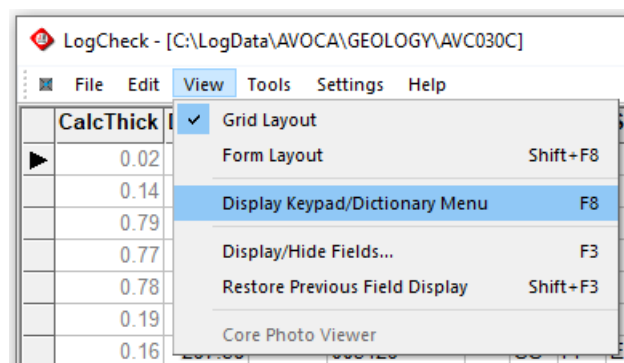 LogCheck - [C:\LogData\AVOCA\GEOLOGY\AVC030C]
File Edit View Tools Settings Help
CalcThick
Grid Layout
0.02
Form Layout Shift+F8
0.14
Display Keypad/Dictionary Menu F8
0.79
0.77
Display/Hide Fields... F3
0.78
Restore Previous Field Display Shift+F3
0.19
Core Photo Viewer
0.16